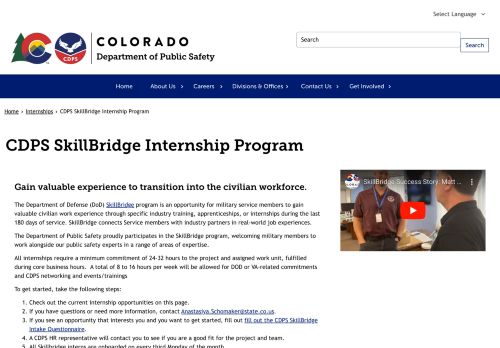 Select Language
COLORADO
Department of Public Safety
CDPS
Search
Search
Home About Us Careers Divisions & Offices Contact Us Get Involved
Home › Internships › CDPS SkillBridge Internship Program
CDPS SkillBridge Internship Program
Gain valuable experience to transition into the civilian workforce.
The Department of Defense (DoD) SkillBridge program is an opportunity for military service members to gain
valuable civilian work experience through specific industry training, apprenticeships, or internships during the last
180 days of service. SkillBridge connects Service members with industry partners in real-world job experiences.
The Department of Public Safety proudly participates in the SkillBridge program, welcoming military members to
work alongside our public safety experts in a range of areas of expertise.
All internships require a minimum commitment of 24-32 hours to the project and assigned work unit, fulfilled
during core business hours. A total of 8 to 16 hours per week will be allowed for DOD or VA-related commitments
and CDPS networking and events/trainings
To get started, take the following steps:
1. Check out the current internship opportunities on this page.
2. If you have questions or need more information, contact Anastasiya.Schomaker@state.co.us.
3. If you see an opportunity that interests you and you want to get started, fill out fill out the CDPS SkillBridge
Intake Questionnaire.
4. A CDPS HR representative will contact you to see if you are a good fit for the project and team.
5. All Skillbridge interns are onboarded on every third Monday of the month.
SkillBridge Success Story: Matt ...